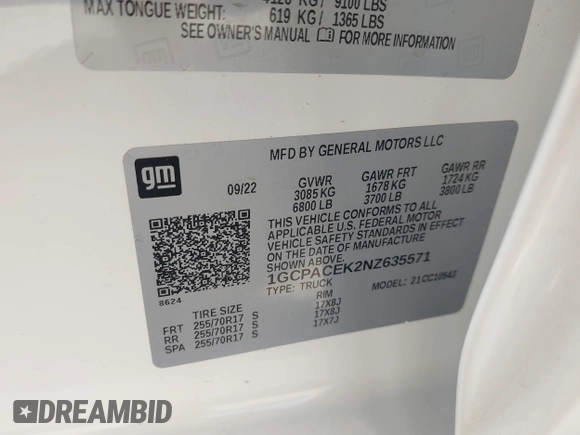 4128 KG/ 9100 LBS
MAX TONGUE WEIGHT: 619 KG/ 1365 LBS
SEE OWNER'S MANUAL FOR MORE INFORMATION
gm
MFD BY GENERAL MOTORS LLC
09/22 GVWR GAWR FRT GAWR RR
3085 KG 1678 KG 1724 KG
6800 LB 3700 LB 3800 LB
THIS VEHICLE CONFORMS TO ALL
APPLICABLE U.S. FEDERAL MOTOR
VEHICLE SAFETY STANDARDS IN EFFECT
ON THE DATE OF MANUFACTURE
SHOWN ABOVE.
1GCPACEK2NZ635571
TYPE: TRUCK MODEL: 21CC10543
8624
TIRE SIZE RIM
FRT 255/70R17 S 17X8J
RR 255/70R17 S 17X8J
SPA 255/70R17 S 17X7J
DREAMBID